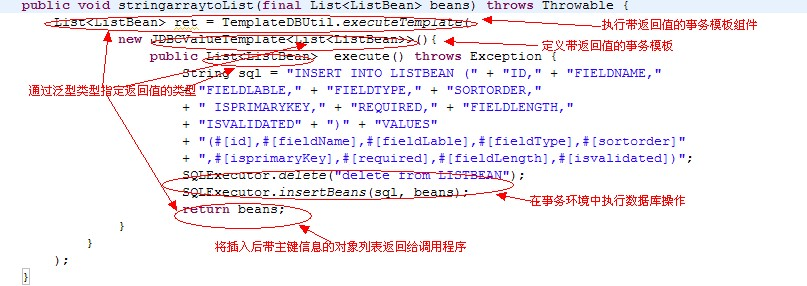 public void stringarraytoList(final List<ListBean> beans) throws Throwable {
List<ListBean> ret = TemplateDBUtil.executeTemplate(
执行带返回值的事务模板组件
new JDBCValueTemplate<List<ListBean>>(){
定义带返回值的事务模板
public List<ListBean> execute() throws Exception {
String sql = "INSERT INTO LISTBEAN (" + "ID," + "FIELDNAME,"
通过泛型类型指定返回值的类型
+ "FIELDLABLE," + "FIELDTYPE," + "SORTORDER,"
+ " ISPRIMARYKEY," + "REQUIRED," + "FIELDLENGTH,"
+ "ISVALIDATED" + ")" + "VALUES"
+ "(#[id],#[fieldName],#[fieldLable],#[fieldType],#[sortorder]"
+ ",#[isprimaryKey],#[required],#[fieldLength],#[isvalidated])";
SQLExecutor.delete("delete from LISTBEAN");
SQLExecutor.insertBeans(sql, beans);
在事务环境中执行数据库操作
return beans;
}
将插入后带主键信息的对象列表返回给调用程序
}
);
}